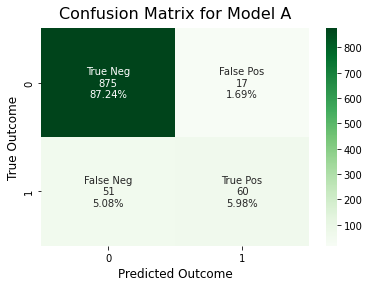 Confusion Matrix for Model A
True Neg
875
87.24%
False Pos
17
1.69%
False Neg
51
5.08%
True Pos
60
5.98%
True Outcome
0
1
0
1
Predicted Outcome
800
700
600
500
400
300
200
100